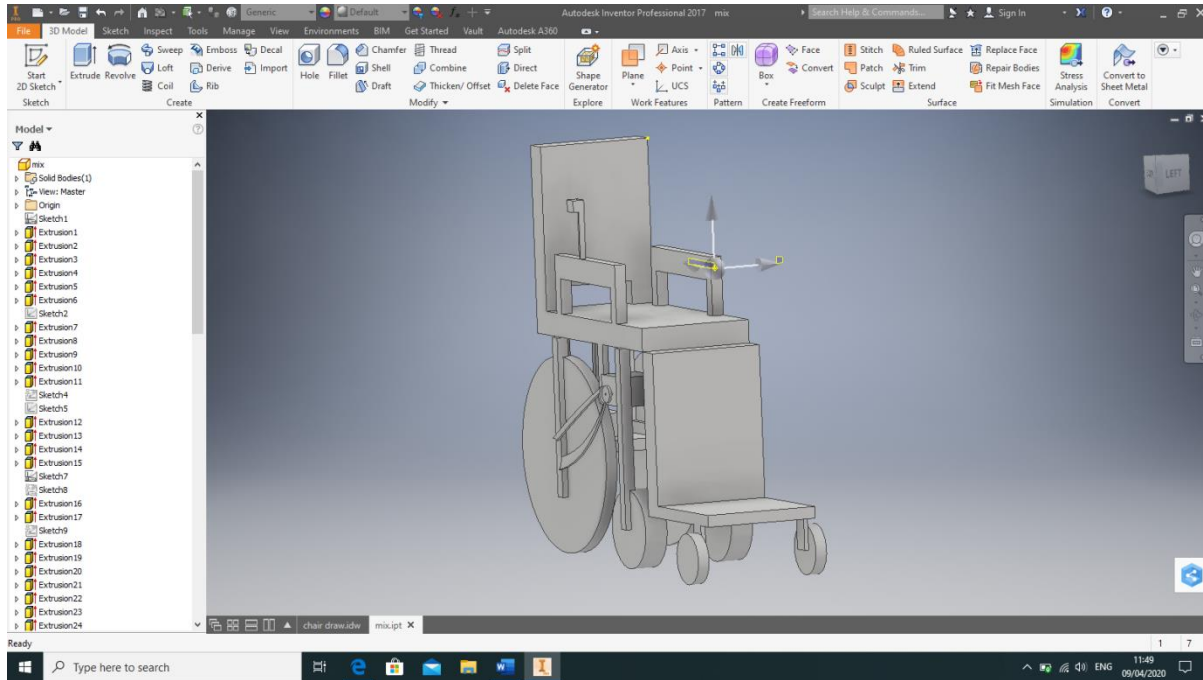 PRO
Generic
Default
Autodesk Inventor Professional 2017 mix
Search Help & Commands...
Sign In
File 3D Model Sketch Inspect Tools Manage View Environments BIM Get Started Vault Autodesk A360
Start 2D Sketch
Extrude Revolve
Sweep Emboss Decal
Loft Derive Import
Coil Rib
Hole Fillet
Chamfer Thread Split
Shell Combine Direct
Draft Thicken/ Offset Delete Face
Shape Generator
Plane
Axis
Point
UCS
Box
Face
Convert
Stitch Ruled Surface Replace Face
Patch Trim Repair Bodies
Sculpt Extend Fit Mesh Face
Stress Analysis
Convert to Sheet Metal
Sketch Create Modify Explore Work Features Pattern Create Freeform Surface Simulation Convert
Model
mix
Solid Bodies(1)
View: Master
Origin
Sketch1
Extrusion1
Extrusion2
Extrusion3
Extrusion4
Extrusion5
Extrusion6
Sketch2
Extrusion7
Extrusion8
Extrusion9
Extrusion10
Extrusion11
Sketch4
Sketch5
Extrusion12
Extrusion13
Extrusion14
Extrusion15
Sketch7
Sketch8
Extrusion16
Extrusion17
Sketch9
Extrusion18
Extrusion19
Extrusion20
Extrusion21
Extrusion22
Extrusion23
Extrusion24
LEFT
chair draw.idw mix.ipt
Ready
1 7
Type here to search
ENG
11:49
09/04/2020